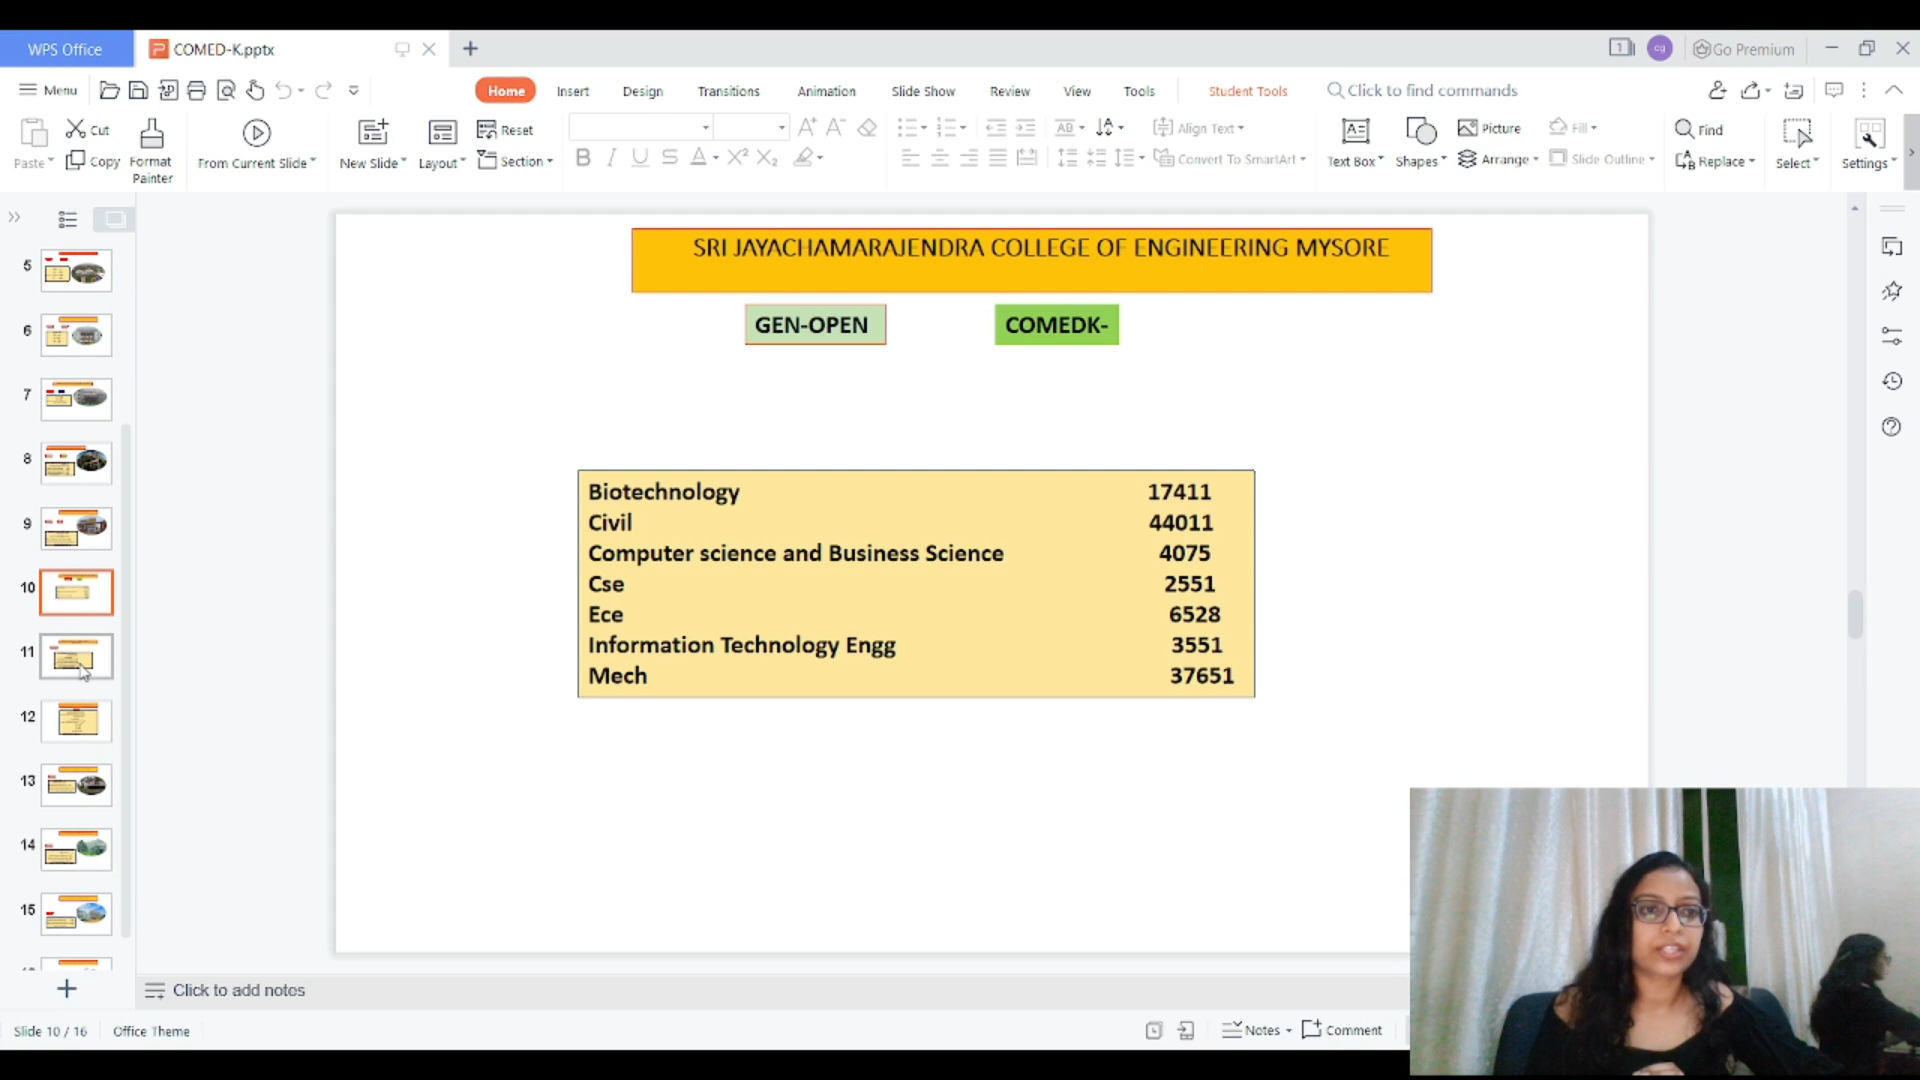 WPS Office
COMED-K.pptx
1
cg
Go Premium
Menu
Home
Insert
Design
Transitions
Animation
Slide Show
Review
View
Tools
Student Tools
Click to find commands
Paste
Cut
Copy
Format Painter
From Current Slide
New Slide
Layout
Reset
Section
Align Text
Convert To SmartArt
Text Box
Shapes
Picture
Arrange
Fill
Slide Outline
Find
Replace
Select
Settings
5
6
7
8
9
10
11
12
13
14
15
SRI JAYACHAMARAJENDRA COLLEGE OF ENGINEERING MYSORE
GEN-OPEN
COMEDK-
Biotechnology 17411
Civil 44011
Computer science and Business Science 4075
Cse 2551
Ece 6528
Information Technology Engg 3551
Mech 37651
Click to add notes
Slide 10 / 16
Office Theme
Notes
Comment